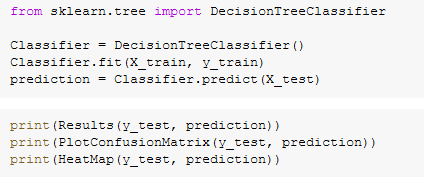 from sklearn.tree import DecisionTreeClassifier
Classifier = DecisionTreeClassifier()
Classifier.fit(X_train, y_train)
prediction = Classifier.predict(X_test)
print(Results(y_test, prediction))
print(PlotConfusionMatrix(y_test, prediction))
print(HeatMap(y_test, prediction))